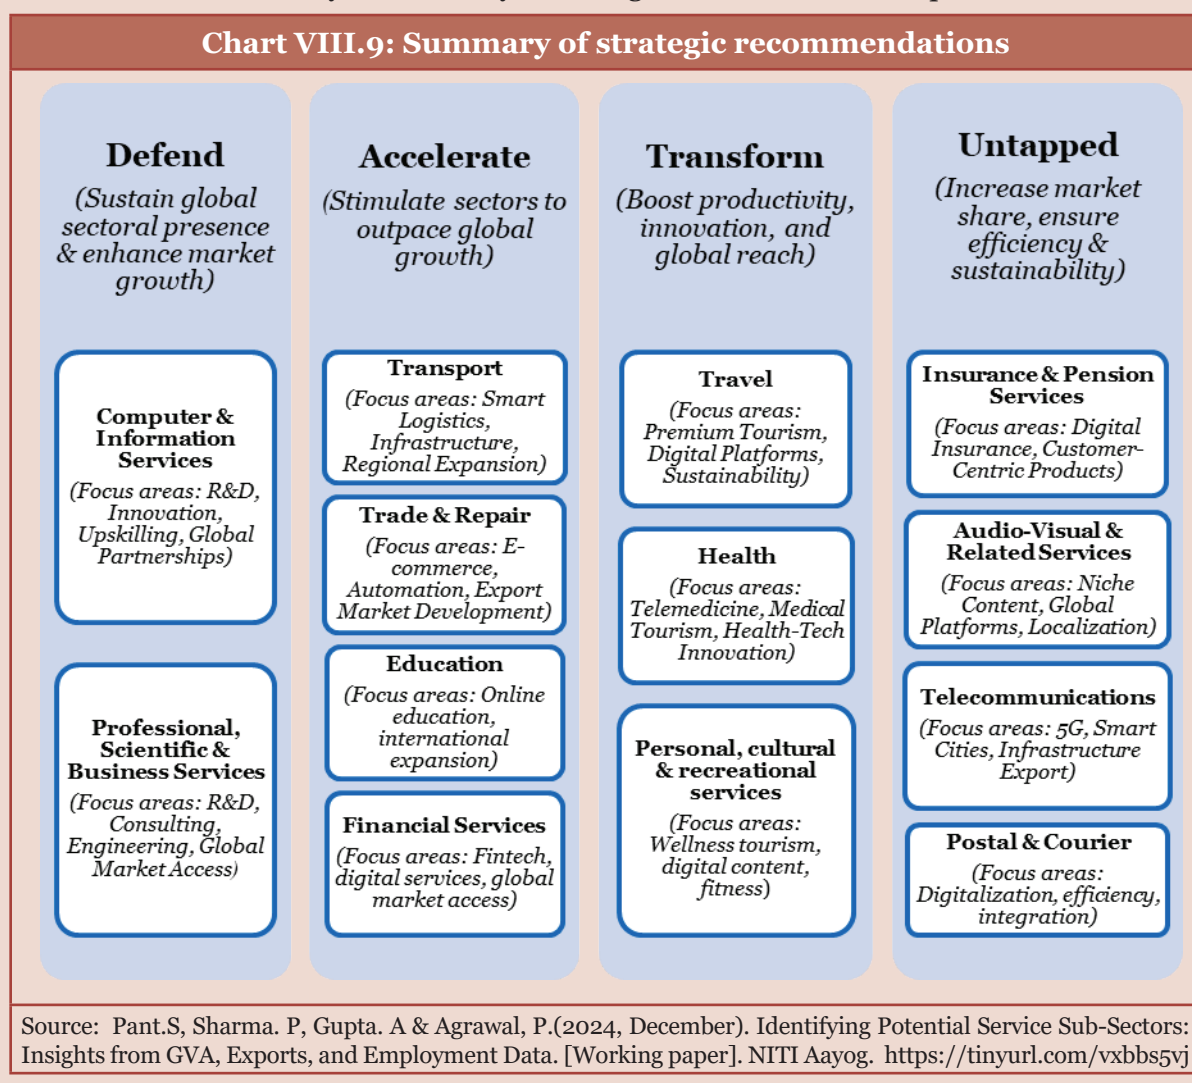 Chart VIII.9: Summary of strategic recommendations
Defend
(Sustain global
sectoral presence
& enhance market
growth)
Computer &
Information
Services
(Focus areas: R&D,
Innovation,
Upskilling, Global
Partnerships)
Professional,
Scientific &
Business Services
(Focus areas: R&D,
Consulting,
Engineering, Global
Market Access)
Accelerate
(Stimulate sectors to
outpace global
growth)
Transport
(Focus areas: Smart
Logistics,
Infrastructure,
Regional Expansion)
Trade & Repair
(Focus areas: E-
commerce,
Automation, Export
Market Development)
Education
(Focus areas: Online
education,
international
expansion)
Financial Services
(Focus areas: Fintech,
digital services, global
market access)
Transform
(Boost productivity,
innovation, and
global reach)
Travel
(Focus areas:
Premium Tourism,
Digital Platforms,
Sustainability)
Health
(Focus areas:
Telemedicine, Medical
Tourism, Health-Tech
Innovation)
Personal, cultural
& recreational
services
(Focus areas:
Wellness tourism,
digital content,
fitness)
Untapped
(Increase market
share, ensure
efficiency &
sustainability)
Insurance & Pension
Services
(Focus areas: Digital
Insurance, Customer-
Centric Products)
Audio-Visual &
Related Services
(Focus areas: Niche
Content, Global
Platforms, Localization)
Telecommunications
(Focus areas: 5G, Smart
Cities, Infrastructure
Export)
Postal & Courier
(Focus areas:
Digitalization, efficiency,
integration)
Source: Pant.S, Sharma. P, Gupta. A & Agrawal, P.(2024, December). Identifying Potential Service Sub-Sectors:
Insights from GVA, Exports, and Employment Data. [Working paper]. NITI Aayog. https://tinyurl.com/vxbbs5vj